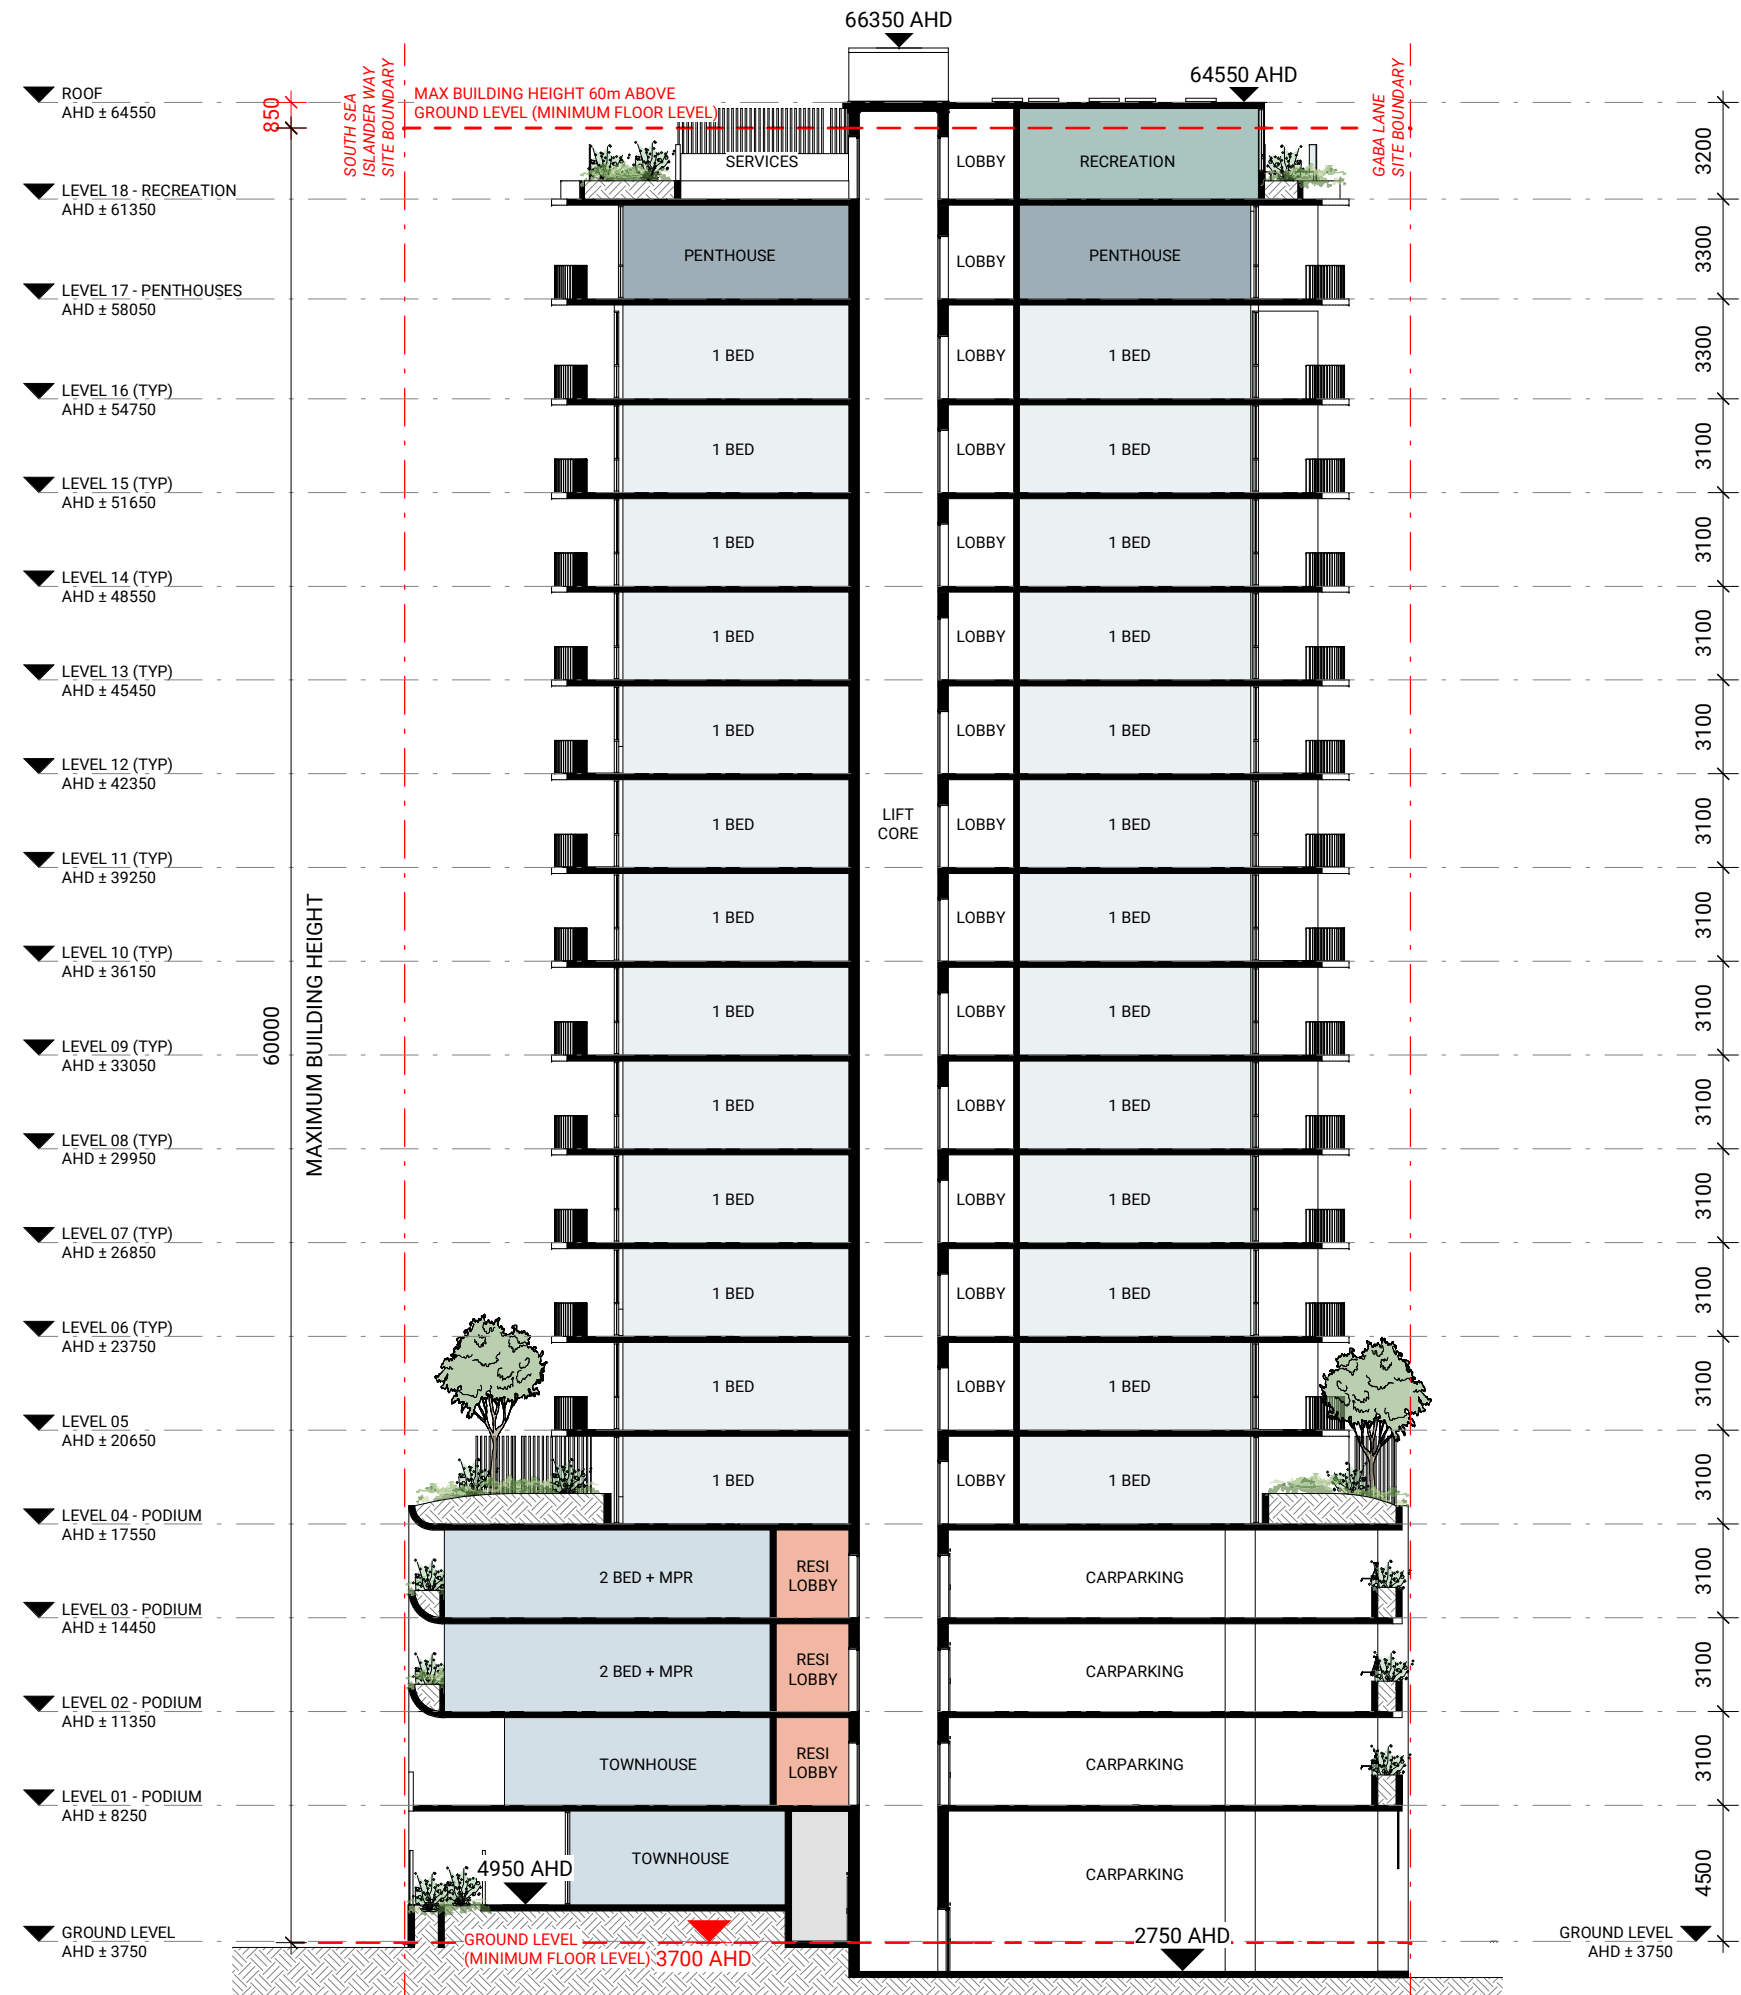 66350 AHD
64550 AHD
ROOF
AHD ± 64550
850
SOUTH SEA
ISLANDER WAY
SITE BOUNDARY
MAX BUILDING HEIGHT 60m ABOVE
GROUND LEVEL (MINIMUM FLOOR LEVEL)
GABA LANE
SITE BOUNDARY
SERVICES
LOBBY
RECREATION
3200
LEVEL 18 - RECREATION
AHD ± 61350
PENTHOUSE
LOBBY
PENTHOUSE
3300
LEVEL 17 - PENTHOUSES
AHD ± 58050
1 BED
LOBBY
1 BED
3300
LEVEL 16 (TYP)
AHD ± 54750
1 BED
LOBBY
1 BED
3100
LEVEL 15 (TYP)
AHD ± 51650
1 BED
LOBBY
1 BED
3100
LEVEL 14 (TYP)
AHD ± 48550
1 BED
LOBBY
1 BED
3100
LEVEL 13 (TYP)
AHD ± 45450
1 BED
LOBBY
1 BED
3100
LEVEL 12 (TYP)
AHD ± 42350
1 BED
LIFT
CORE
LOBBY
1 BED
3100
LEVEL 11 (TYP)
AHD ± 39250
1 BED
LOBBY
1 BED
3100
LEVEL 10 (TYP)
AHD ± 36150
60000
MAXIMUM BUILDING HEIGHT
1 BED
LOBBY
1 BED
3100
LEVEL 09 (TYP)
AHD ± 33050
1 BED
LOBBY
1 BED
3100
LEVEL 08 (TYP)
AHD ± 29950
1 BED
LOBBY
1 BED
3100
LEVEL 07 (TYP)
AHD ± 26850
1 BED
LOBBY
1 BED
3100
LEVEL 06 (TYP)
AHD ± 23750
1 BED
LOBBY
1 BED
3100
LEVEL 05
AHD ± 20650
1 BED
LOBBY
1 BED
3100
LEVEL 04 - PODIUM
AHD ± 17550
2 BED + MPR
RESI
LOBBY
CARPARKING
3100
LEVEL 03 - PODIUM
AHD ± 14450
2 BED + MPR
RESI
LOBBY
CARPARKING
3100
LEVEL 02 - PODIUM
AHD ± 11350
TOWNHOUSE
RESI
LOBBY
CARPARKING
3100
LEVEL 01 - PODIUM
AHD ± 8250
4950 AHD
TOWNHOUSE
CARPARKING
4500
GROUND LEVEL
AHD ± 3750
GROUND LEVEL
(MINIMUM FLOOR LEVEL)
3700 AHD
2750 AHD
GROUND LEVEL
AHD ± 3750